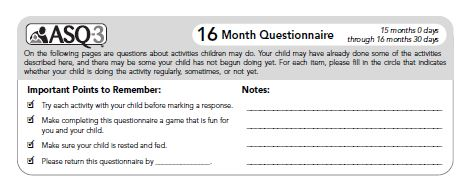 ASQ-3
16 Month Questionnaire
15 months 0 days
through 16 months 30 days
On the following pages are questions about activities children may do. Your child may have already done some of the activities
described here, and there may be some your child has not begun doing yet. For each item, please fill in the circle that indicates
whether your child is doing the activity regularly, sometimes, or not yet.
Important Points to Remember:
Notes:
Try each activity with your child before marking a response.
Make completing this questionnaire a game that is fun for
you and your child.
Make sure your child is rested and fed.
Please return this questionnaire by _______________.